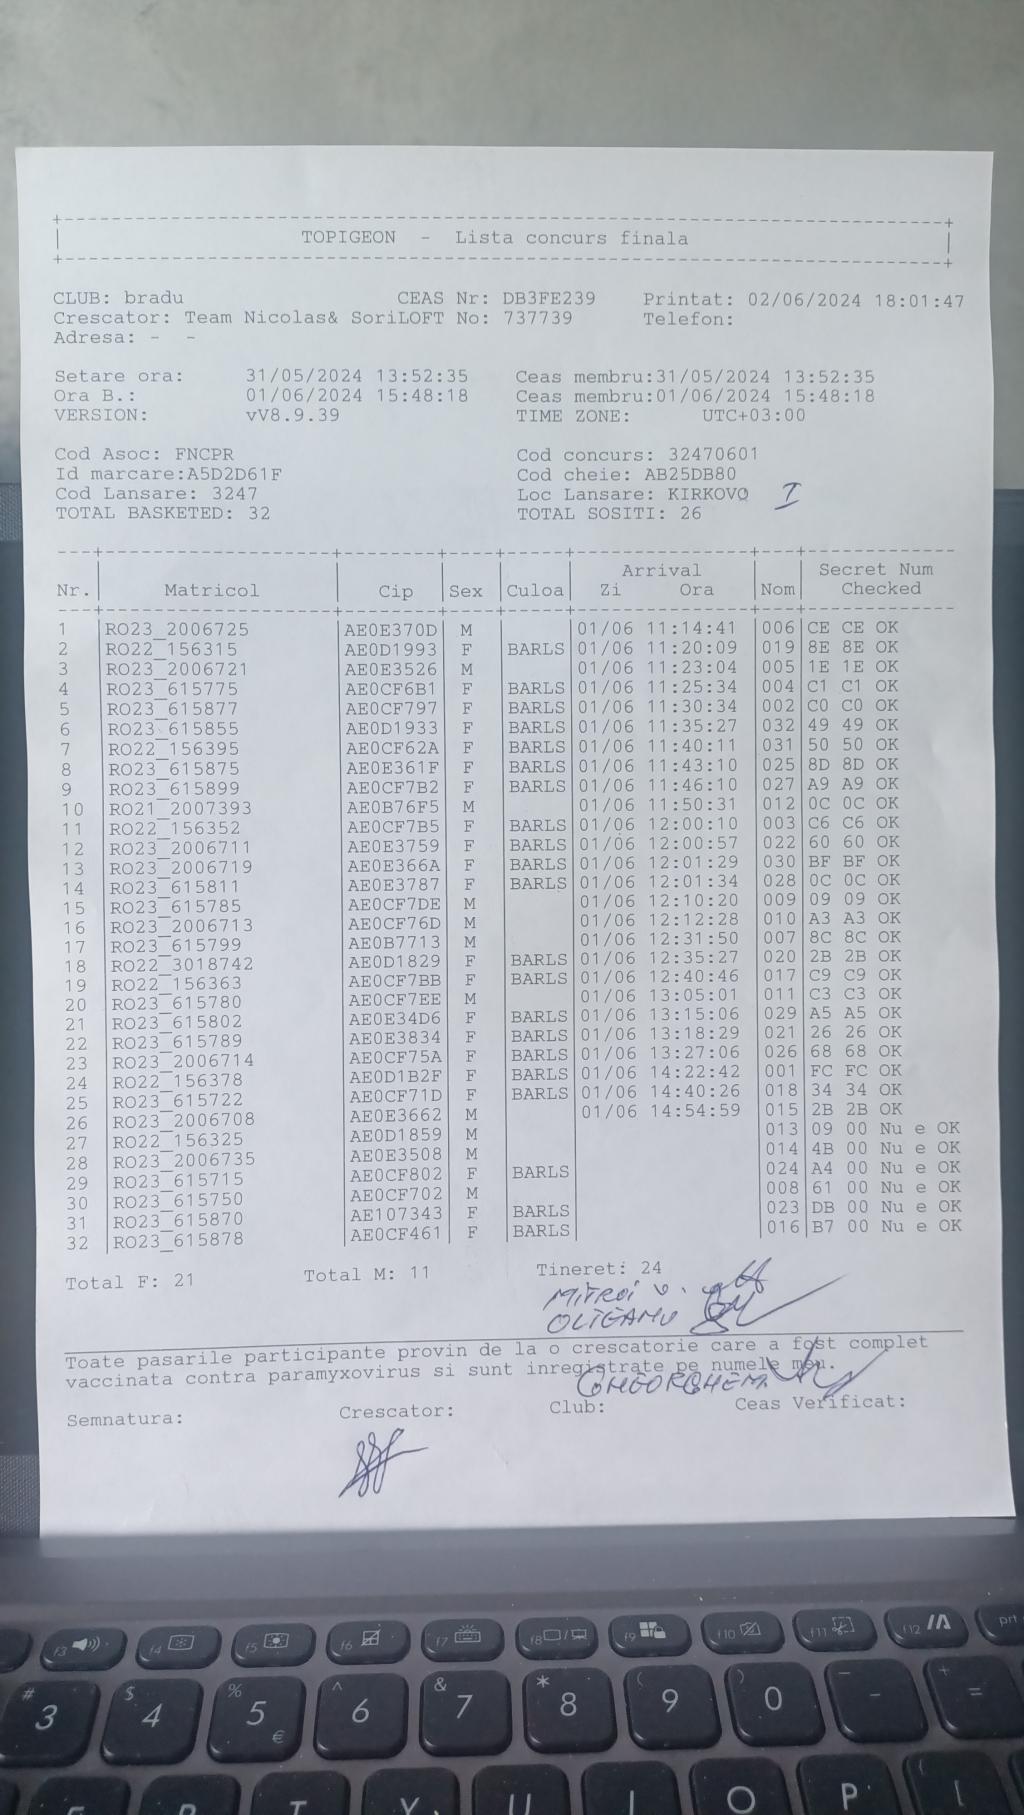 TOPIGEON - Lista concurs finala
CLUB: bradu CEAS Nr: DB3FE239 Printat: 02/06/2024 18:01:47
Crescator: Team Nicolas& SoriLOFT No: 737739 Telefon:
Adresa: - -
Setare ora: 31/05/2024 13:52:35 Ceas membru:31/05/2024 13:52:35
Ora B.: 01/06/2024 15:48:18 Ceas membru:01/06/2024 15:48:18
VERSION: vV8.9.39 TIME ZONE: UTC+03:00
Cod Asoc: FNCPR Cod concurs: 32470601
Id marcare:A5D2D61F Cod cheie: AB25DB80
Cod Lansare: 3247 Loc Lansare: KIRKOVO I
TOTAL BASKETED: 32 TOTAL SOSITI: 26
Arrival Secret Num
Nr. Matricol Cip Sex Culoa Zi Ora Nom Checked
1 RO23_2006725 AE0E370D M 01/06 11:14:41 006 CE CE OK
2 RO22_156315 AE0D1993 F BARLS 01/06 11:20:09 019 8E 8E OK
3 RO23_2006721 AE0E3526 M 01/06 11:23:04 005 1E 1E OK
4 RO23_615775 AE0CF6B1 F BARLS 01/06 11:25:34 004 C1 C1 OK
5 RO23_615877 AE0CF797 F BARLS 01/06 11:30:34 002 C0 C0 OK
6 RO23_615855 AE0D1933 F BARLS 01/06 11:35:27 032 49 49 OK
7 RO22_156395 AE0CF62A F BARLS 01/06 11:40:11 031 50 50 OK
8 RO23_615875 AE0E361F F BARLS 01/06 11:43:10 025 8D 8D OK
9 RO23_615899 AE0CF7B2 F BARLS 01/06 11:46:10 027 A9 A9 OK
10 RO21_2007393 AE0B76F5 M 01/06 11:50:31 012 0C 0C OK
11 RO22_156352 AE0CF7B5 F BARLS 01/06 12:00:10 003 C6 C6 OK
12 RO23_2006711 AE0E3759 F BARLS 01/06 12:00:57 022 60 60 OK
13 RO23_2006719 AE0E366A F BARLS 01/06 12:01:29 030 BF BF OK
14 RO23_615811 AE0E3787 F BARLS 01/06 12:01:34 028 0C 0C OK
15 RO23_615785 AE0CF7DE M 01/06 12:10:20 009 09 09 OK
16 RO23_2006713 AE0CF76D M 01/06 12:12:28 010 A3 A3 OK
17 RO23_615799 AE0B7713 M 01/06 12:31:50 007 8C 8C OK
18 RO22_3018742 AE0D1829 F BARLS 01/06 12:35:27 020 2B 2B OK
19 RO22_156363 AE0CF7BB F BARLS 01/06 12:40:46 017 C9 C9 OK
20 RO23_615780 AE0CF7EE M 01/06 13:05:01 011 C3 C3 OK
21 RO23_615802 AE0E34D6 F BARLS 01/06 13:15:06 029 A5 A5 OK
22 RO23_615789 AE0E3834 F BARLS 01/06 13:18:29 021 26 26 OK
23 RO23_2006714 AE0CF75A F BARLS 01/06 13:27:06 026 68 68 OK
24 RO22_156378 AE0D1B2F F BARLS 01/06 14:22:42 001 FC FC OK
25 RO23_615722 AE0CF71D F BARLS 01/06 14:40:26 018 34 34 OK
26 RO23_2006708 AE0E3662 M 01/06 14:54:59 015 2B 2B OK
27 RO22_156325 AE0D1859 M 013 09 00 Nu e OK
28 RO23_2006735 AE0E3508 M 014 4B 00 Nu e OK
29 RO23_615715 AE0CF802 F BARLS 024 A4 00 Nu e OK
30 RO23_615750 AE0CF702 M 008 61 00 Nu e OK
31 RO23_615870 AE107343 F BARLS 023 DB 00 Nu e OK
32 RO23_615878 AE0CF461 F BARLS 016 B7 00 Nu e OK
Total F: 21 Total M: 11 Tineret: 24
MITROI V.
OLTEANU
Toate pasarile participante provin de la o crescatorie care a fost complet
vaccinata contra paramyxovirus si sunt inregistrate pe numele meu.
GHEORGHE M.
Semnatura: Crescator: Club: Ceas Verificat:
f3 f4 f5 f6 f7 f8 f9 f10 f11 f12 prt
# 3 $ 4 % 5 € ^ 6 & 7 * 8 ( 9 ) 0 - + =
T Y U I O P